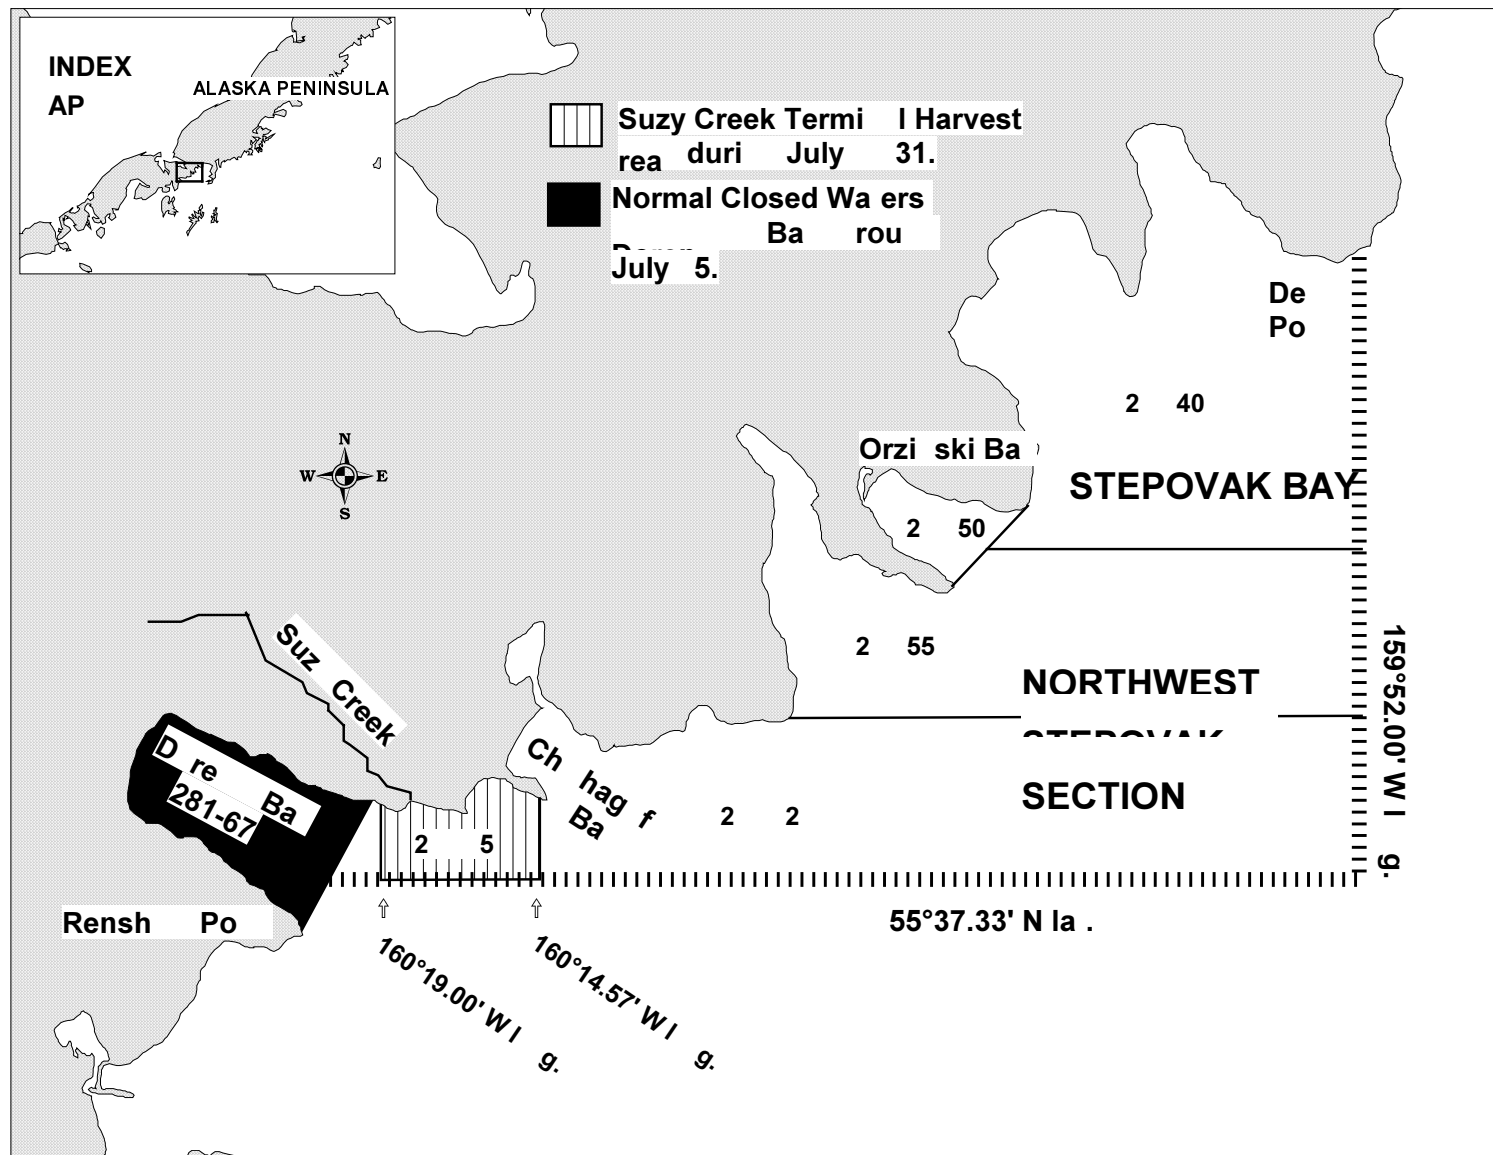 INDEX
AP
ALASKA PENINSULA
Suzy Creek Termi l Harvest
rea duri July 31.
Normal Closed Wa ers
Ba rou
July 5.
De
Po
2 40
Orzi ski Ba
STEPOVAK BAY
2 50
N
W E
S
2 55
NORTHWEST
SECTION
159°52.00' W l g.
Suz Creek
D re Ba
281-67
Ch hag f
Ba
2 2
2 5
Rensh Po
55°37.33' N la .
160°19.00' W l g.
160°14.57' W l g.